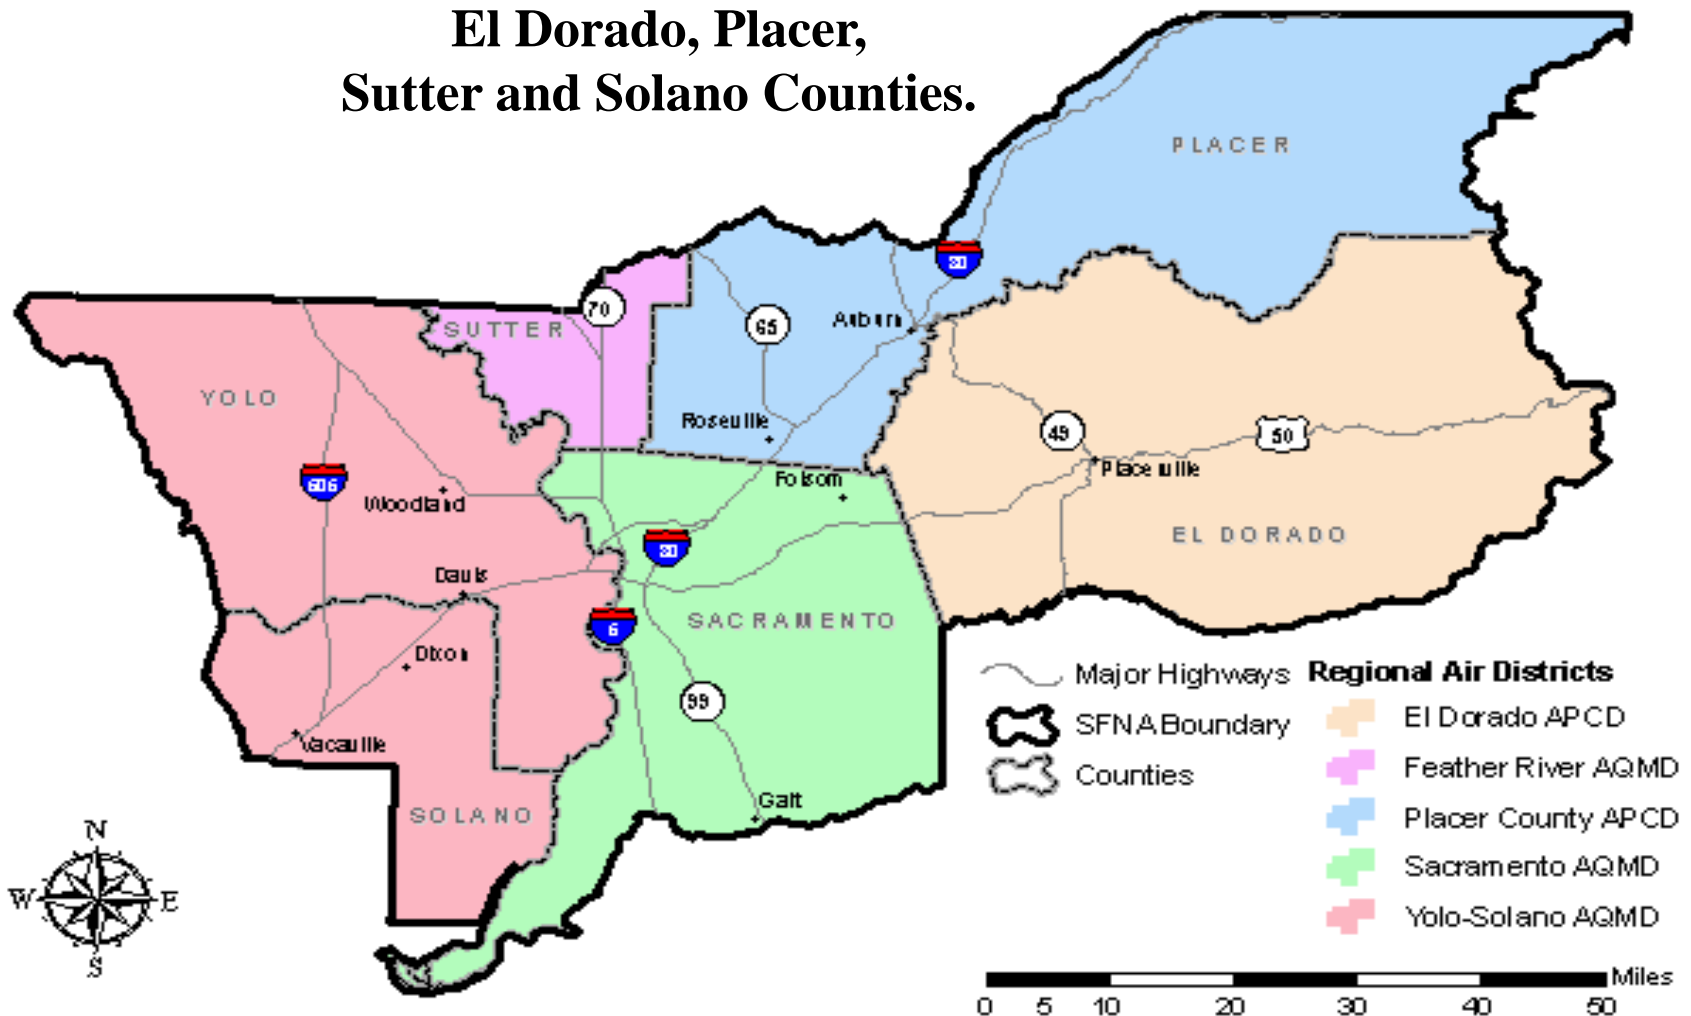 El Dorado, Placer,
Sutter and Solano Counties.
PLACER
80
70
SUTTER
65
Auburn
YOLO
Roseville
49
50
Placerville
Folsom
606
Woodland
80
EL DORADO
Davis
SACRAMENTO
6
Dixon
99
Vacaville
Galt
SOLANO
Major Highways
SFNA Boundary
Counties
Regional Air Districts
El Dorado APCD
Feather River AQMD
Placer County APCD
Sacramento AQMD
Yolo-Solano AQMD
N
W
E
S
Miles
0 5 10 20 30 40 50